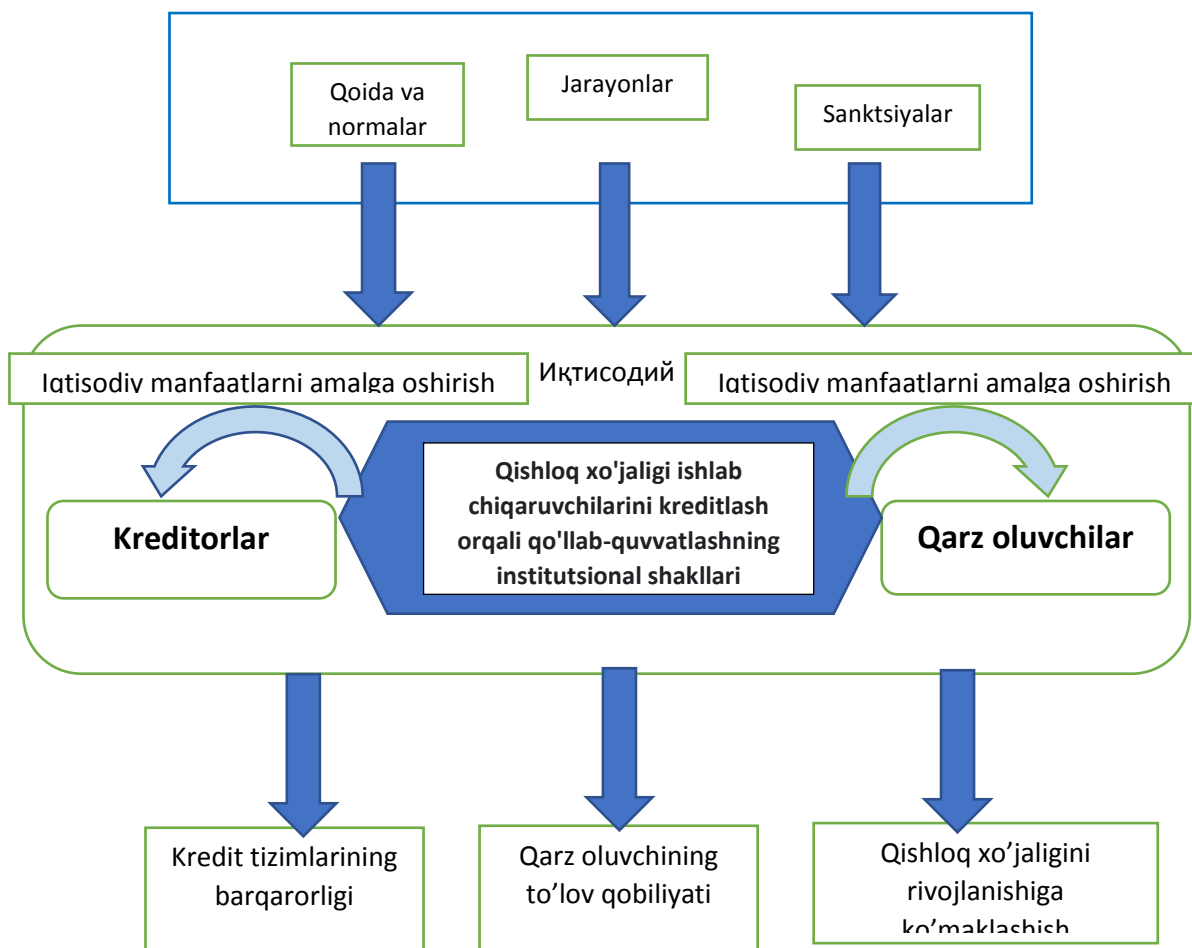 Qoida va
normalar
Jarayonlar
Sanktsiyalar
Iqtisodiy manfaatlarni amalga oshirish
Иқтисодий
Iqtisodiy manfaatlarni amalga oshirish
Qishloq xo'jaligi ishlab
chiqaruvchilarini kreditlash
orqali qo'llab-quvvatlashning
institutsional shakllari
Kreditorlar
Qarz oluvchilar
Kredit tizimlarining
barqarorligi
Qarz oluvchining
to’lov qobiliyati
Qishloq xo’jaligini
rivojlanishiga
ko’maklashish